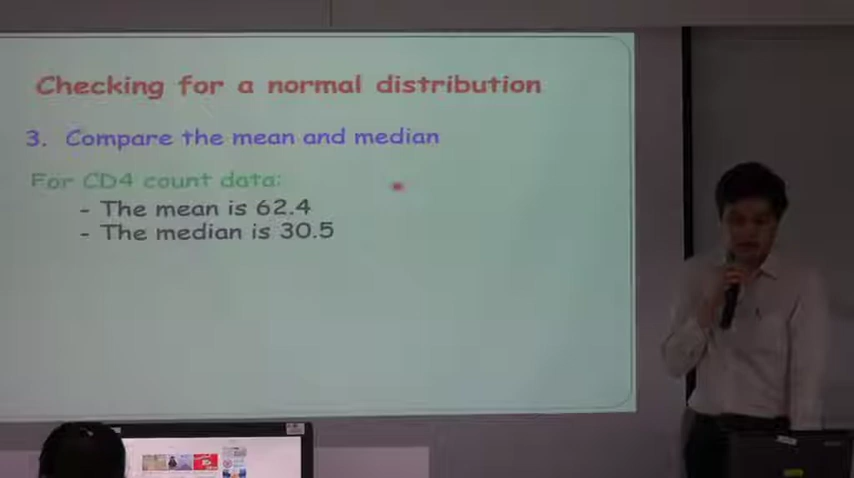 Checking for a normal distribution
3. Compare the mean and median
For CD4 count data:
- The mean is 62.4
- The median is 30.5